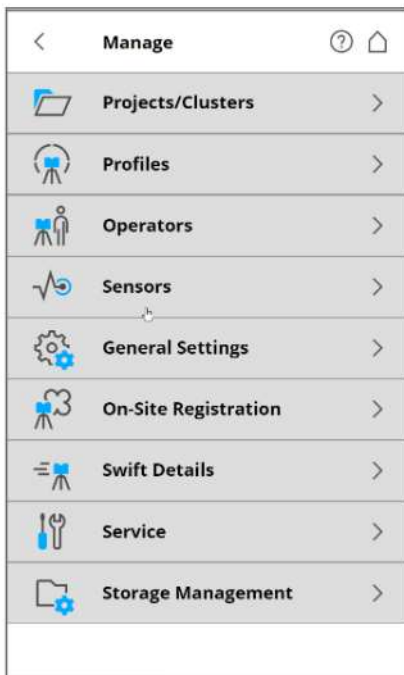 Manage
Projects/Clusters
Profiles
Operators
Sensors
General Settings
On-Site Registration
Swift Details
Service
Storage Management